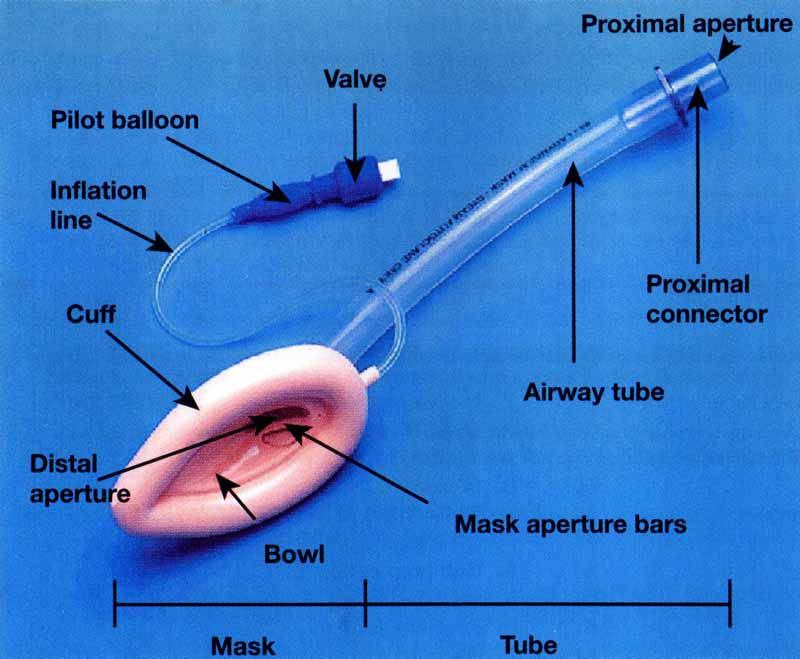 Proximal aperture
Valve
Pilot balloon
Inflation
line
Proximal
connector
Cuff
Airway tube
Distal
aperture
Mask aperture bars
Bowl
Mask
Tube